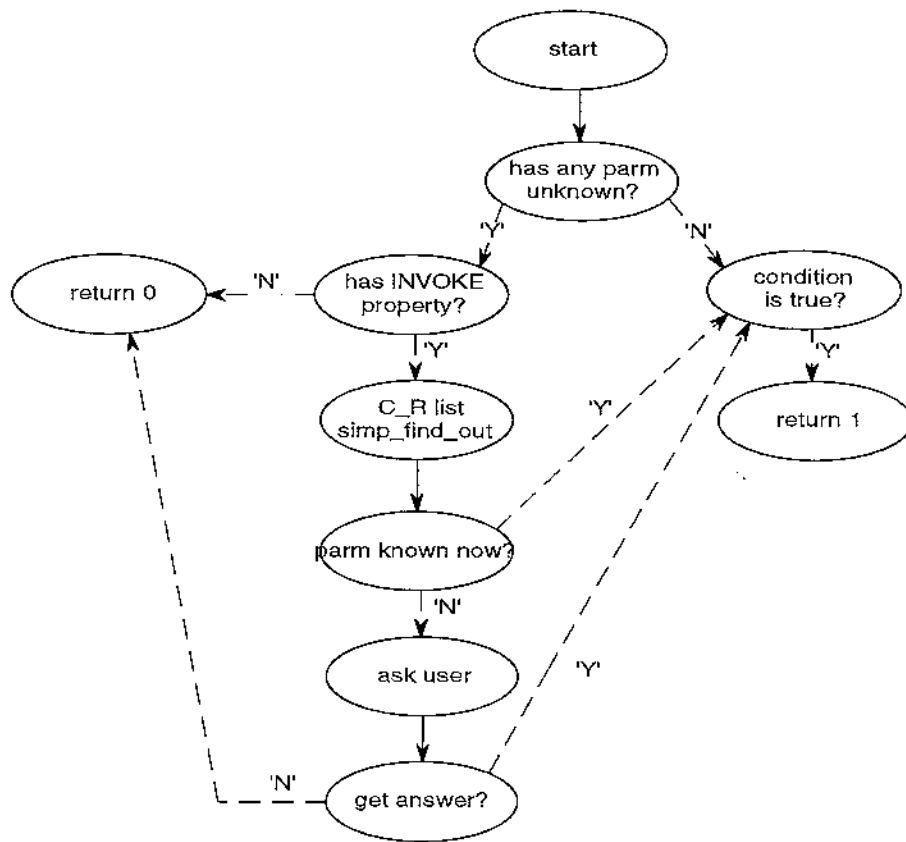 start
has any parm
unknown?
'Y'
'N'
return 0
'N'
has INVOKE
property?
condition
is true?
'Y'
'Y'
C_R list
simp_find_out
'Y'
return 1
parm known now?
'N'
ask user
'Y'
'N'
get answer?